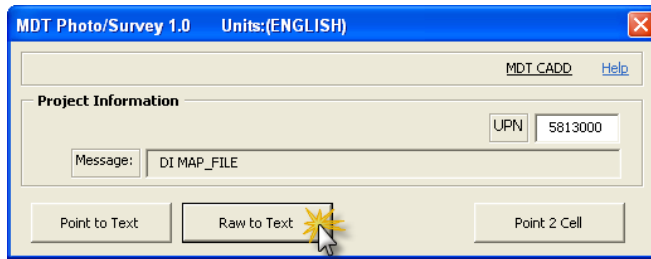 MDT Photo/Survey 1.0 Units:(ENGLISH)
MDT CADD Help
Project Information
UPN 5813000
Message: DI MAP_FILE
Point to Text Raw to Text Point 2 Cell